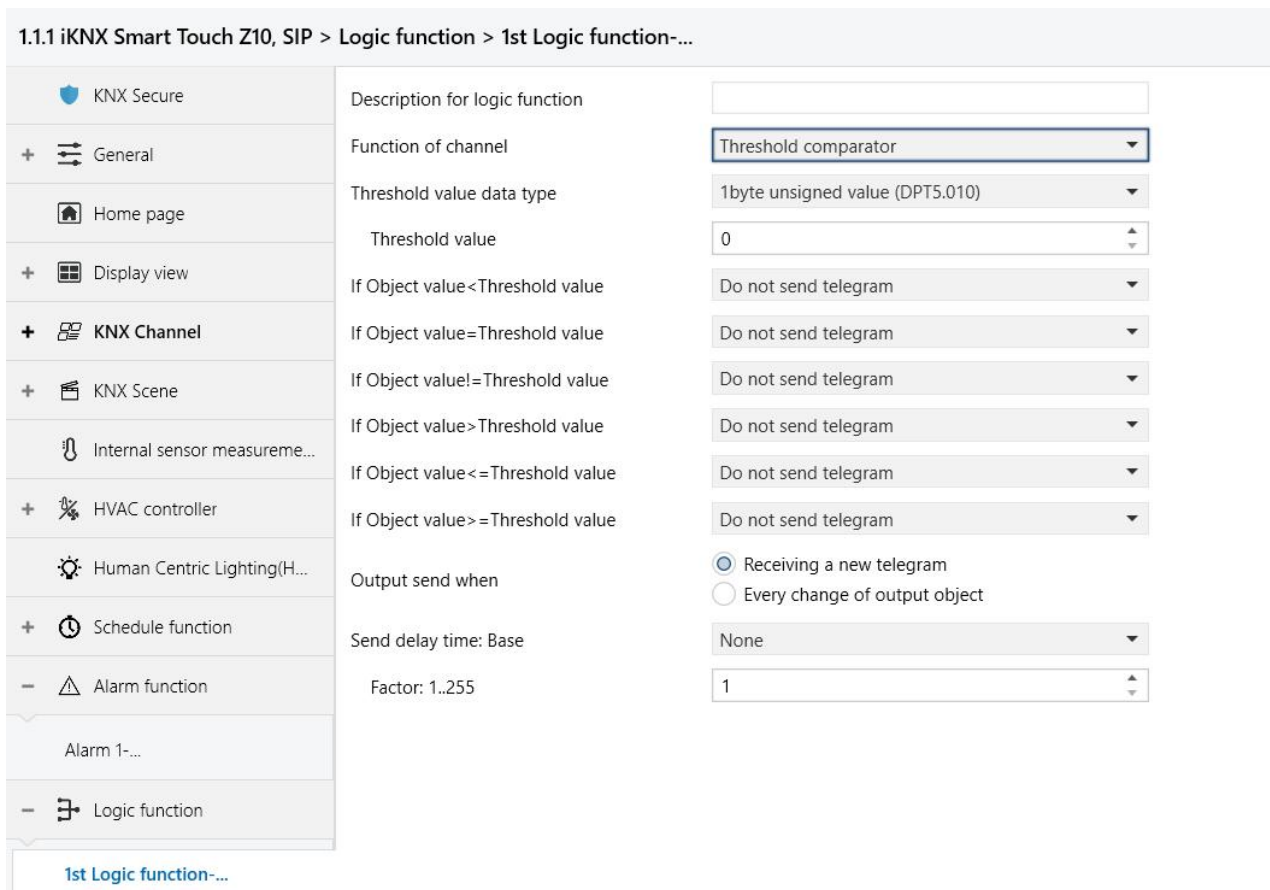 1.1.1 iKNX Smart Touch Z10, SIP > Logic function > 1st Logic function-...
KNX Secure
+ General
Home page
+ Display view
+ KNX Channel
+ KNX Scene
Internal sensor measureme...
+ HVAC controller
Human Centric Lighting(H...
+ Schedule function
- Alarm function
Alarm 1-...
- Logic function
1st Logic function-...
Description for logic function
Function of channel Threshold comparator
Threshold value data type 1byte unsigned value (DPT5.010)
Threshold value 0
If Object value<Threshold value Do not send telegram
If Object value=Threshold value Do not send telegram
If Object value!=Threshold value Do not send telegram
If Object value>Threshold value Do not send telegram
If Object value<=Threshold value Do not send telegram
If Object value>=Threshold value Do not send telegram
Output send when
Receiving a new telegram
Every change of output object
Send delay time: Base None
Factor: 1..255 1